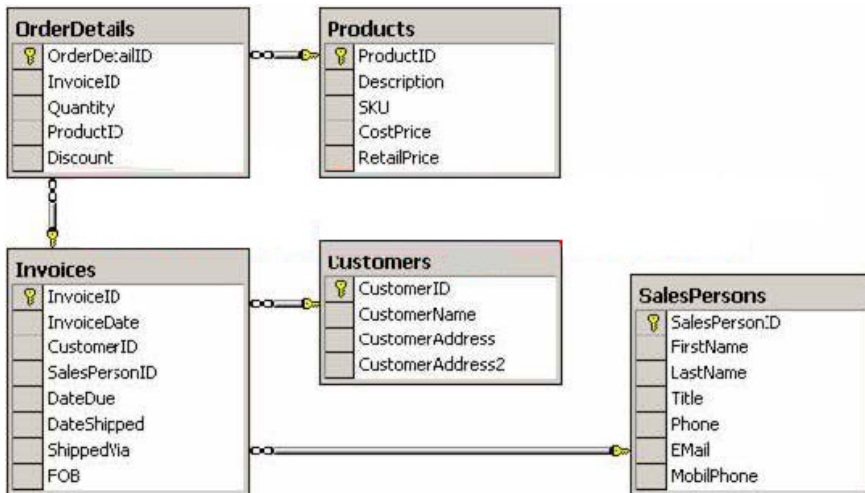 OrderDetails
OrderDetailID
InvoiceID
Quantity
ProductID
Discount
Products
ProductID
Description
SKU
CostPrice
RetailPrice
Invoices
InvoiceID
InvoiceDate
CustomerID
SalesPersonID
DateDue
DateShipped
ShippedVia
FOB
Customers
CustomerID
CustomerName
CustomerAddress
CustomerAddress2
SalesPersons
SalesPersonID
FirstName
LastName
Title
Phone
EMail
MobilPhone